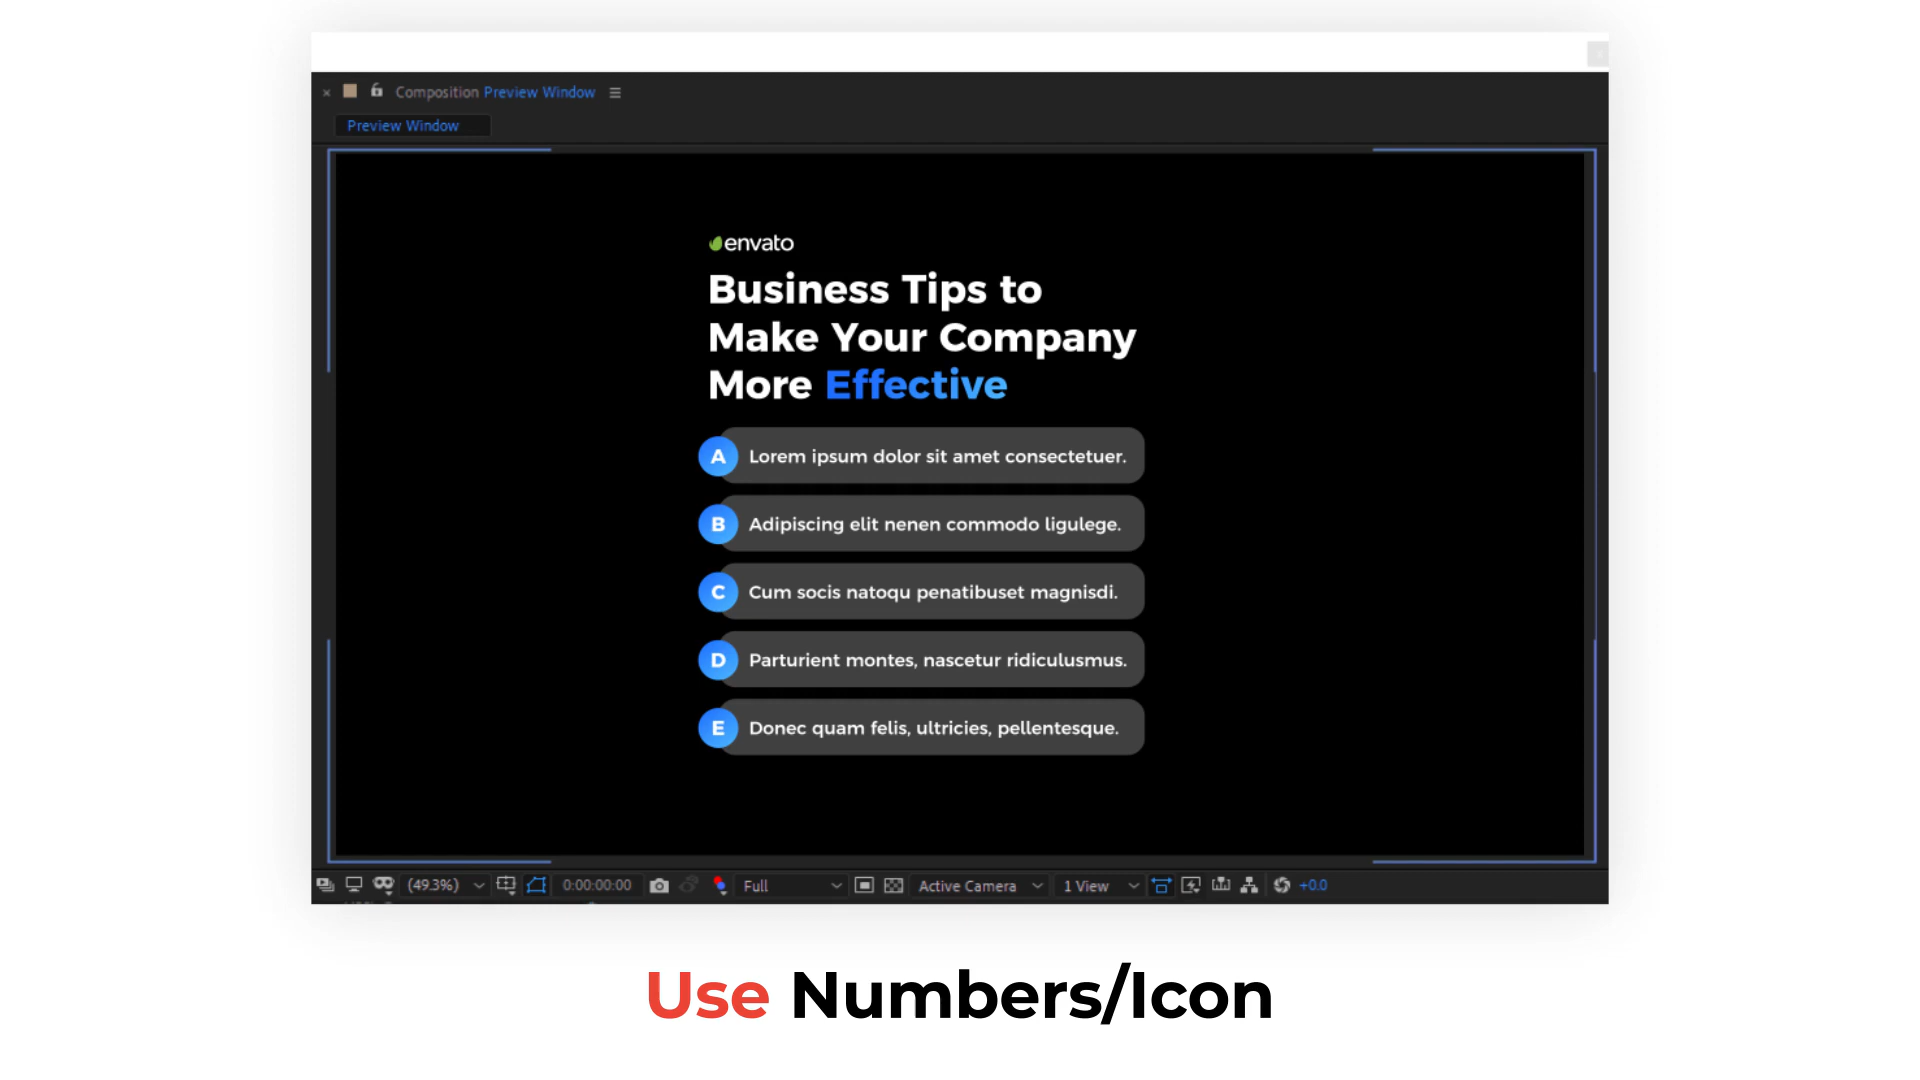 Composition Preview Window
Preview Window
envato
Business Tips to
Make Your Company
More Effective
A Lorem ipsum dolor sit amet consectetuer.
B Adipiscing elit nenen commodo ligulege.
C Cum socis natoqu penatibuset magnisdi.
D Parturient montes, nascetur ridiculusmus.
E Donec quam felis, ultricies, pellentesque.
(49.3%) 0:00:00:00 Full Active Camera 1 View +0.0
Use Numbers/Icon